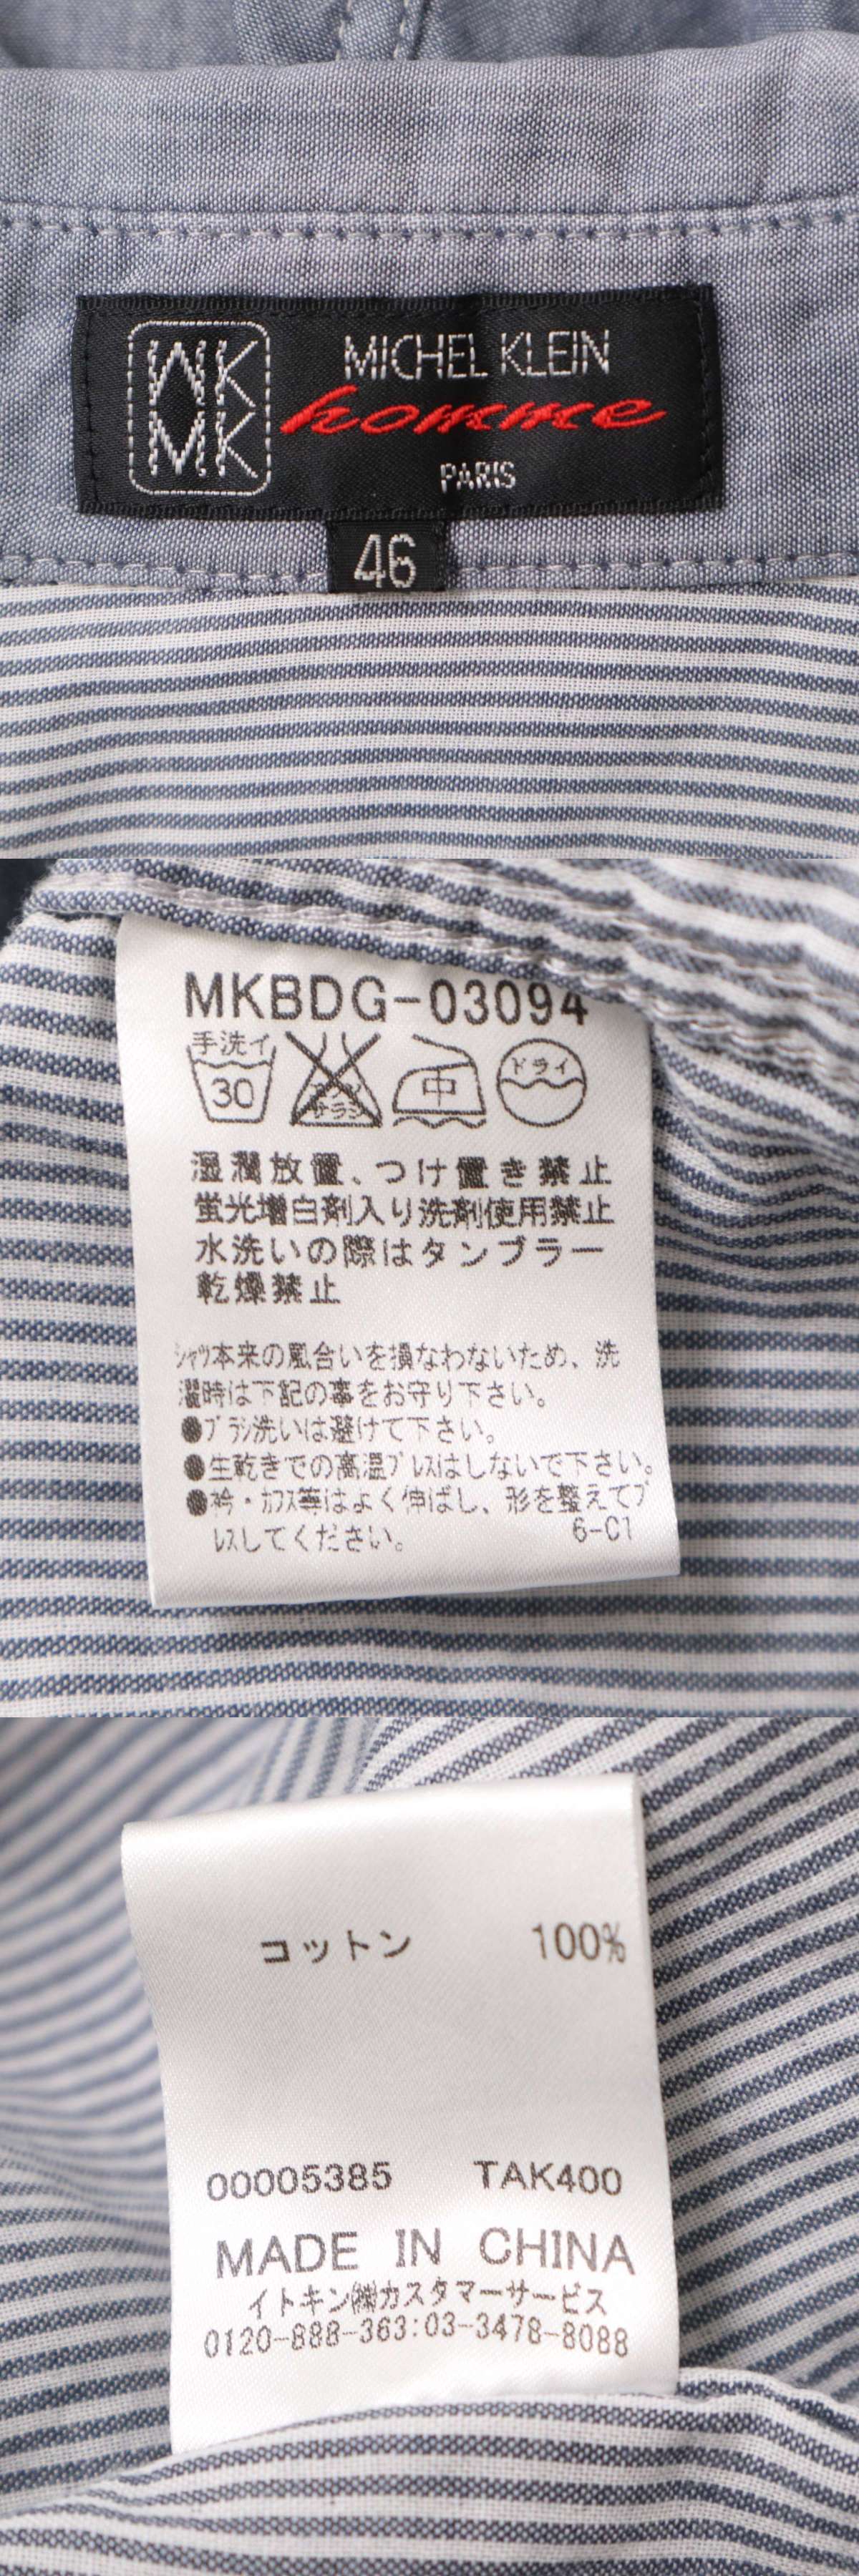 MK
MK
MICHEL KLEIN
homme
PARIS
46
MKBDG-03094
手洗イ
30
エンソ
サラシ
中
ドライ
湿潤放置、つけ置き禁止
蛍光増白剤入り洗剤使用禁止
水洗いの際はタンブラー
乾燥禁止
シャツ本来の風合いを損なわないため、洗
濯時は下記の事をお守り下さい。
●ブラシ洗いは避けて下さい。
●生乾きでの高温プレスはしないで下さい。
●衿・カフス等はよく伸ばし、形を整えてプ
レスしてください。
6-C1
コットン 100%
00005385 TAK400
MADE IN CHINA
イトキン㈱カスタマーサービス
0120-888-363:03-3478-8088